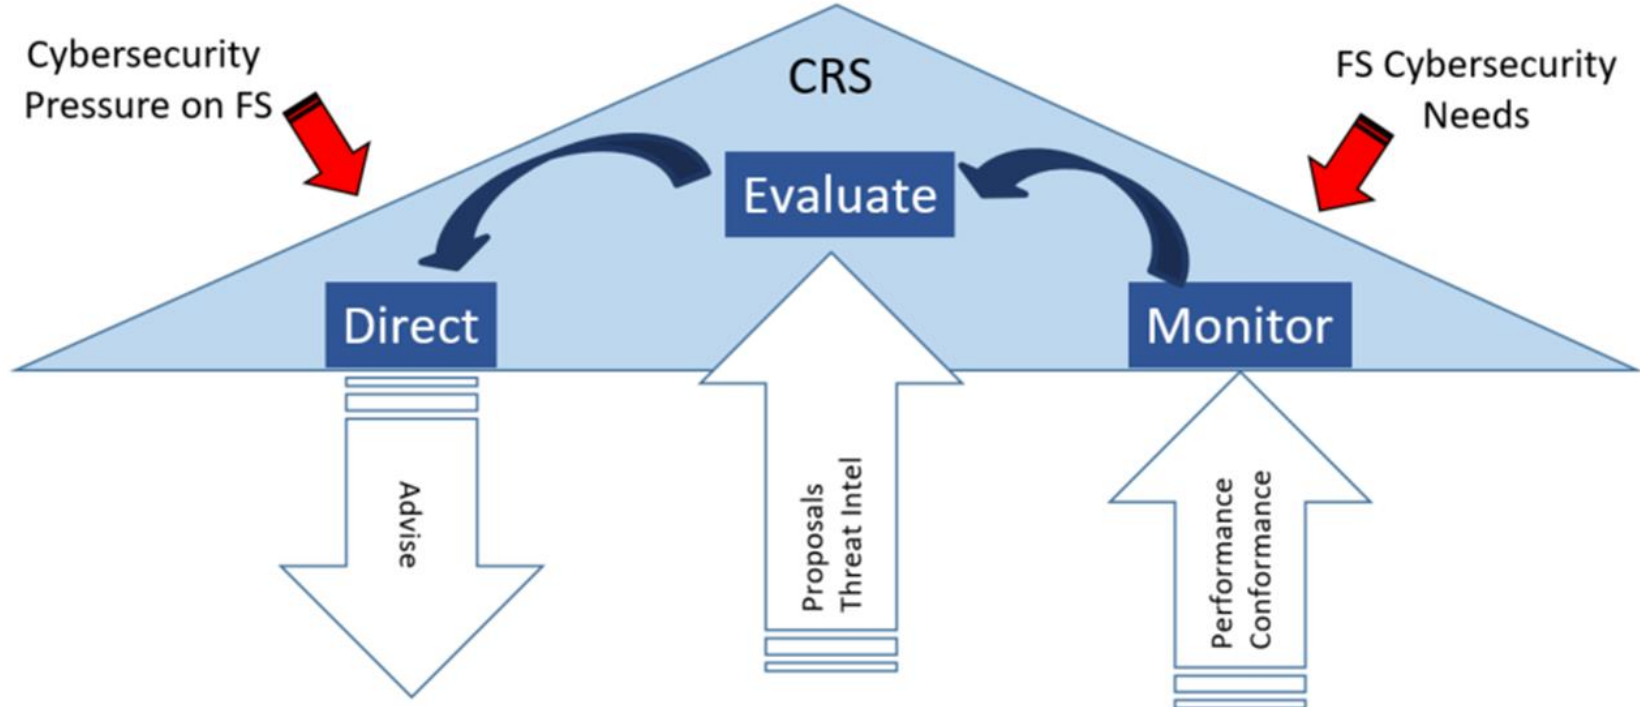 Cybersecurity
Pressure on FS
CRS
FS Cybersecurity
Needs
Evaluate
Direct
Monitor
Advise
Proposals
Threat Intel
Performance
Conformance